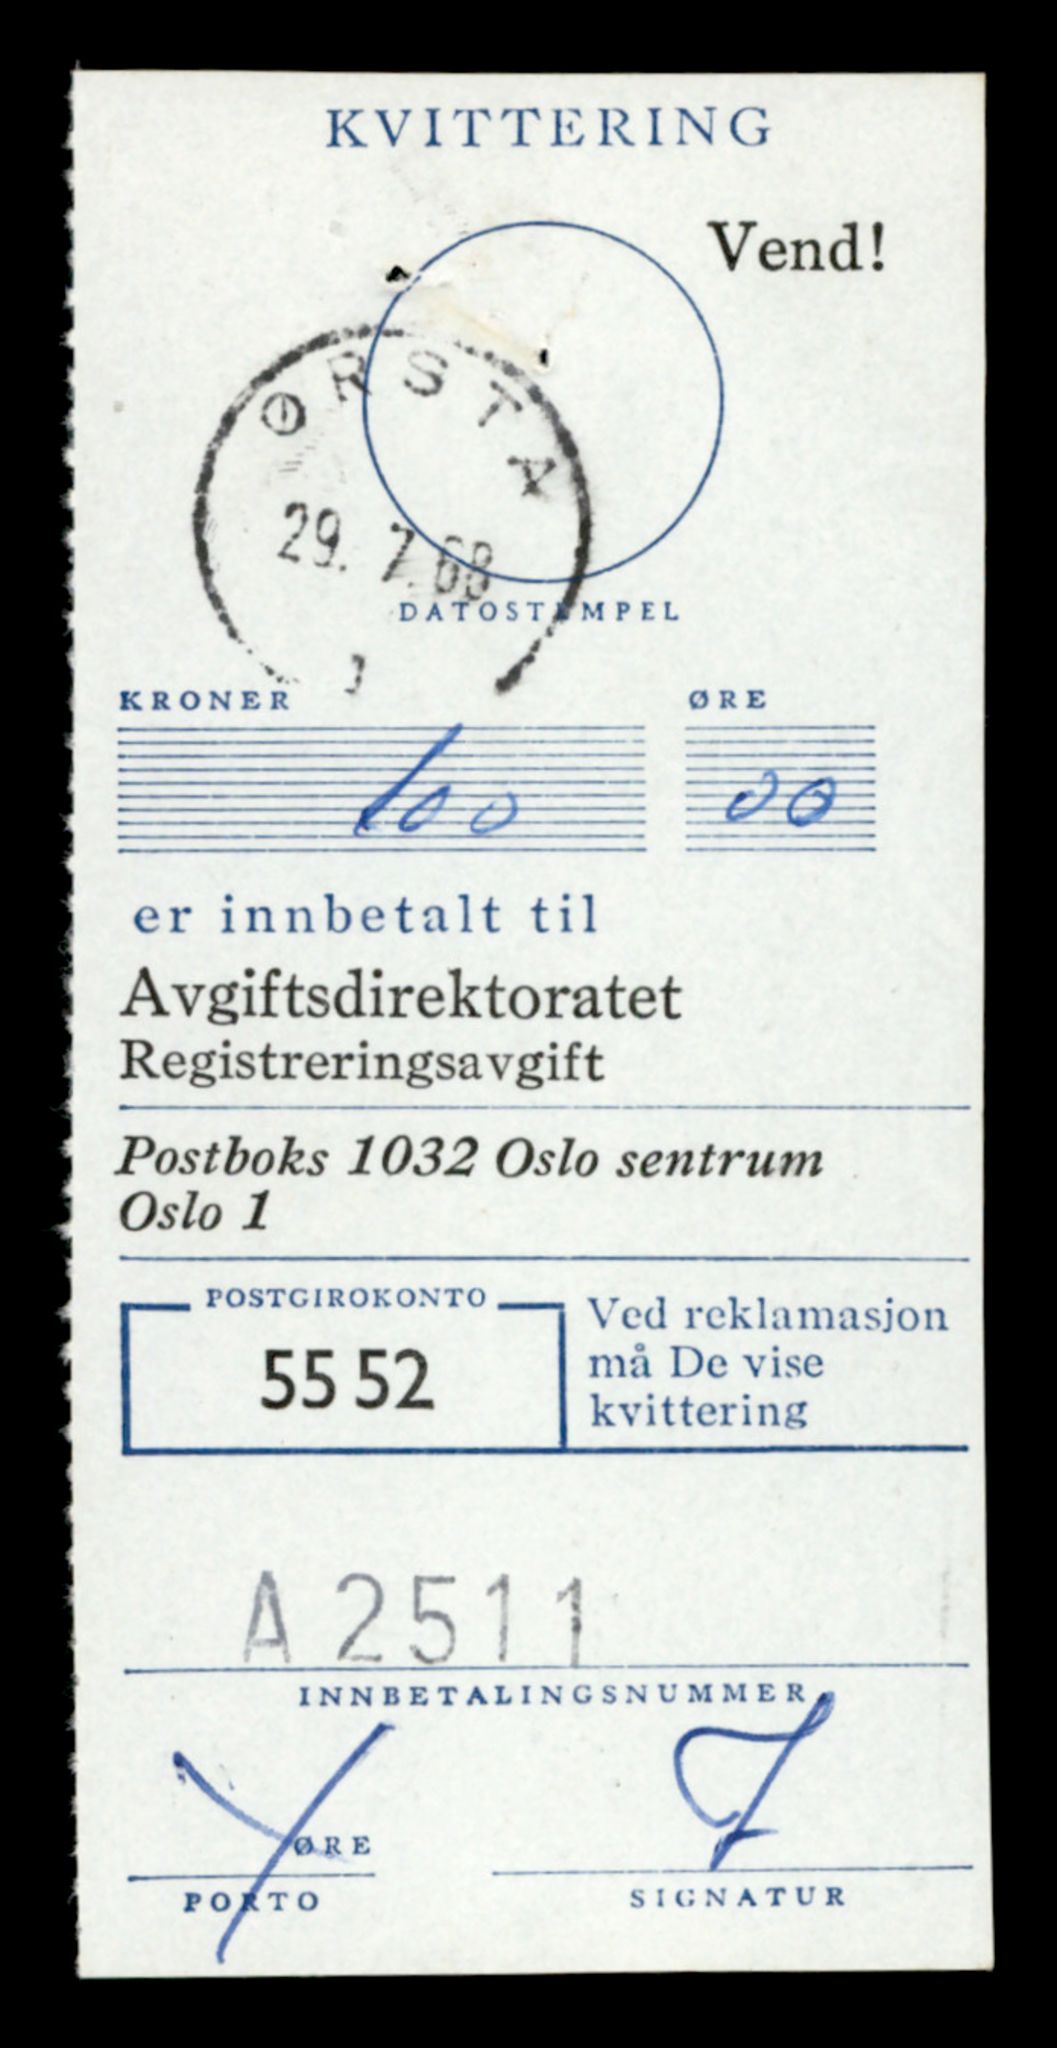 KVITTERING
Vend!
ØRSTA
29. 7. 68
1
DATOSTEMPEL
KRONER ØRE
100 00
er innbetalt til
Avgiftsdirektoratet
Registreringsavgift
Postboks 1032 Oslo sentrum
Oslo 1
POSTGIROKONTO
55 52
Ved reklamasjon
må De vise
kvittering
A 2511
INNBETALINGSNUMMER
ØRE
PORTO
SIGNATUR